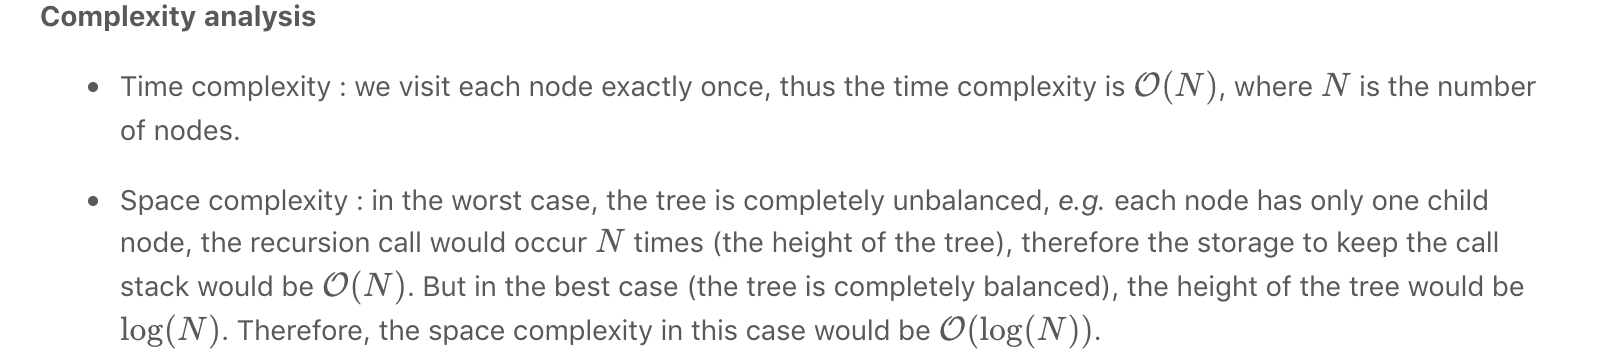 Complexity analysis
• Time complexity : we visit each node exactly once, thus the time complexity is 𝒪(N), where N is the number
of nodes.
• Space complexity : in the worst case, the tree is completely unbalanced, e.g. each node has only one child
node, the recursion call would occur N times (the height of the tree), therefore the storage to keep the call
stack would be 𝒪(N). But in the best case (the tree is completely balanced), the height of the tree would be
log(N). Therefore, the space complexity in this case would be 𝒪(log(N)).